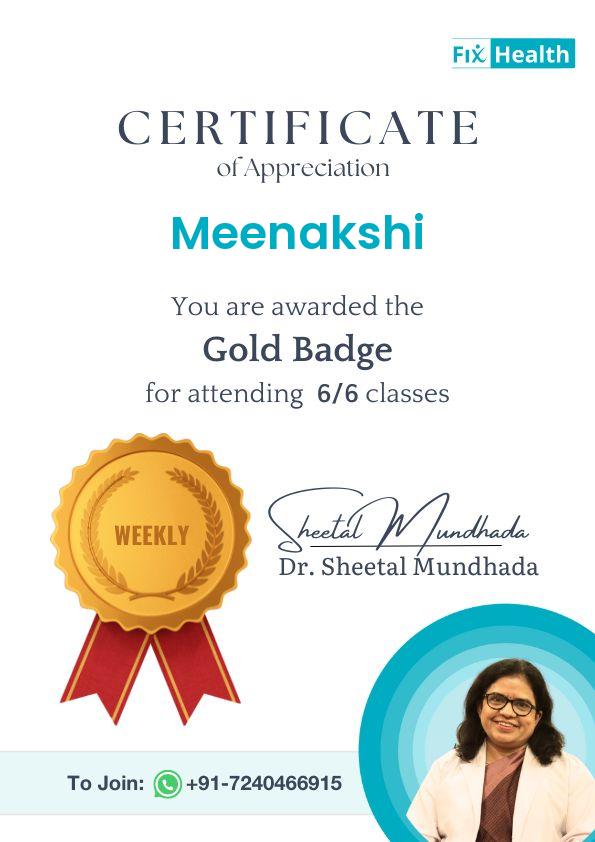 Fix Health
CERTIFICATE
of Appreciation
Meenakshi
You are awarded the
Gold Badge
for attending 6/6 classes
WEEKLY
Sheetal Mundhada
Dr. Sheetal Mundhada
To Join: +91-7240466915